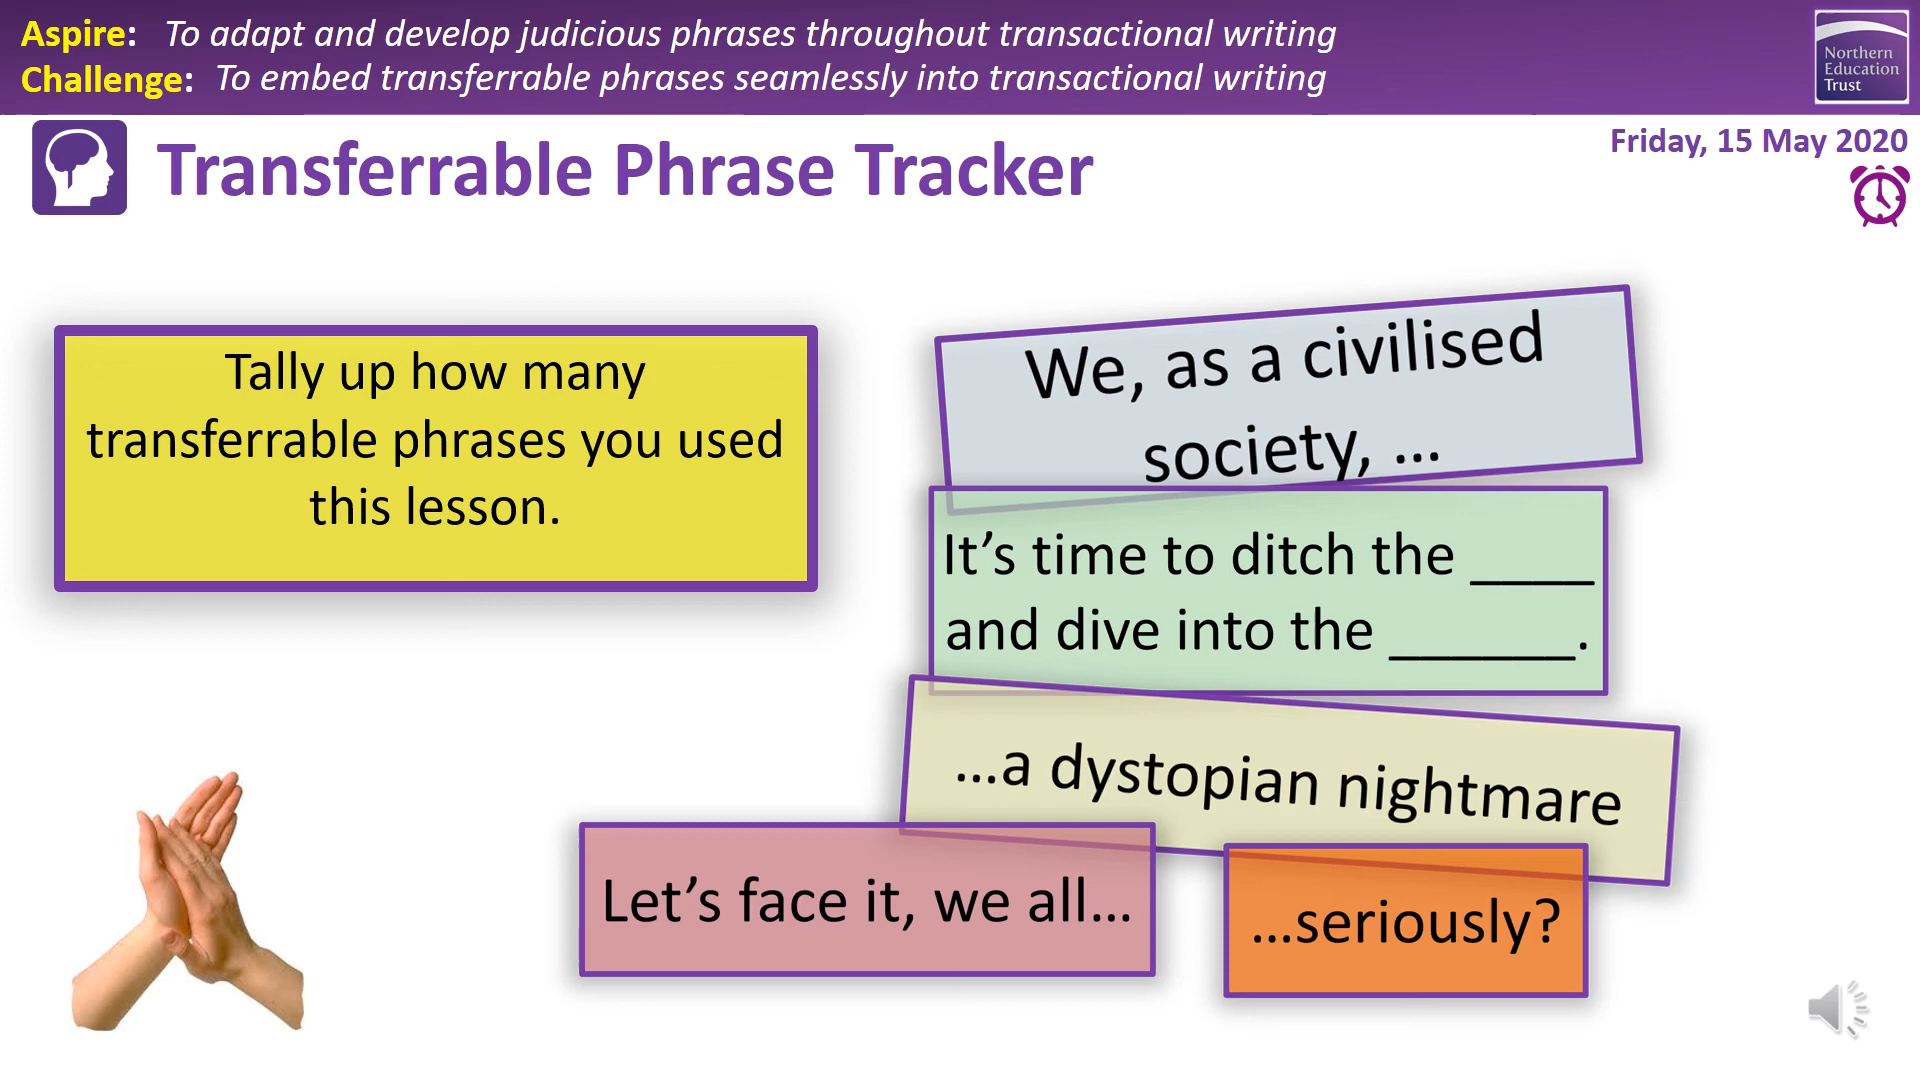 Aspire: To adapt and develop judicious phrases throughout transactional writing
Challenge: To embed transferrable phrases seamlessly into transactional writing
Northern
Education
Trust
Transferrable Phrase Tracker
Friday, 15 May 2020
Tally up how many
transferrable phrases you used
this lesson.
We, as a civilised
society, …
It’s time to ditch the ____
and dive into the ______.
…a dystopian nightmare
Let’s face it, we all…
…seriously?